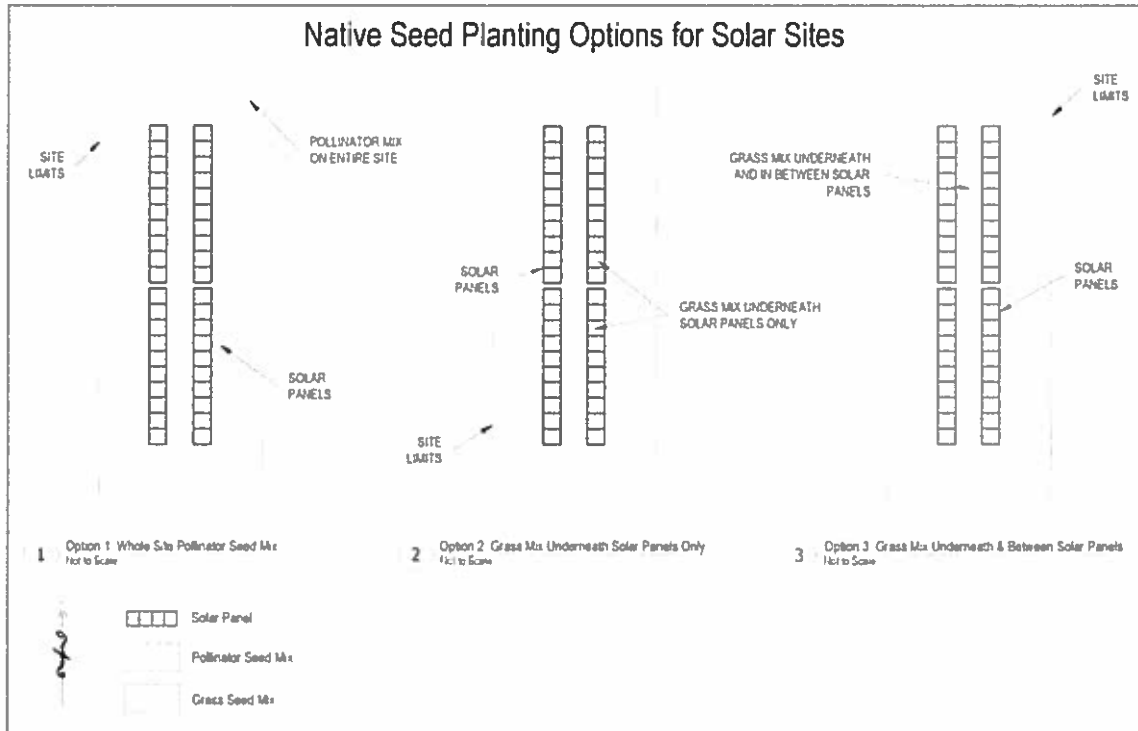 Native Seed Planting Options for Solar Sites
SITE
LIMITS
POLLINATOR MIX
ON ENTIRE SITE
SOLAR
PANELS
SOLAR
PANELS
GRASS MIX UNDERNEATH
SOLAR PANELS ONLY
SITE
LIMITS
SITE
LIMITS
GRASS MIX UNDERNEATH
AND IN BETWEEN SOLAR
PANELS
SOLAR
PANELS
1 Option 1 Whole Site Pollinator Seed Mix
Not to Scale
2 Option 2 Grass Mix Underneath Solar Panels Only
Not to Scale
3 Option 3 Grass Mix Underneath & Between Solar Panels
Not to Scale
Solar Panel
Pollinator Seed Mix
Grass Seed Mix